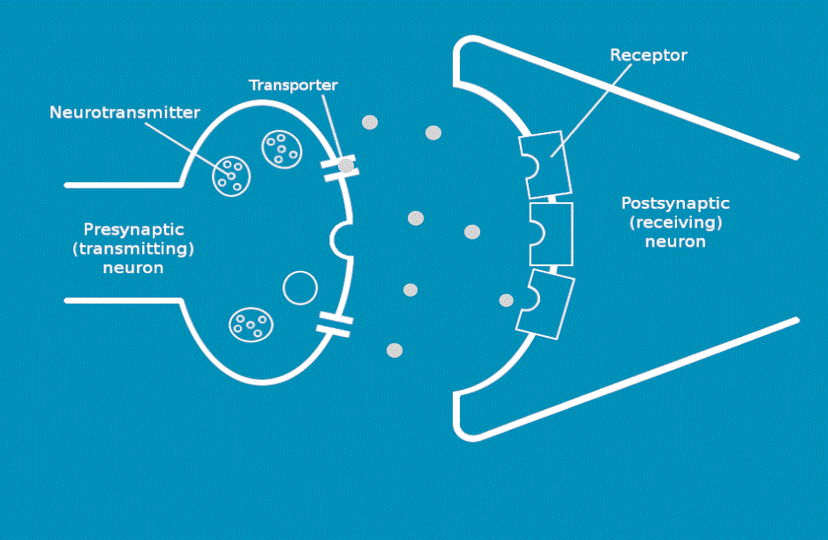 Receptor
Transporter
Neurotransmitter
Presynaptic
(transmitting)
neuron
Postsynaptic
(receiving)
neuron